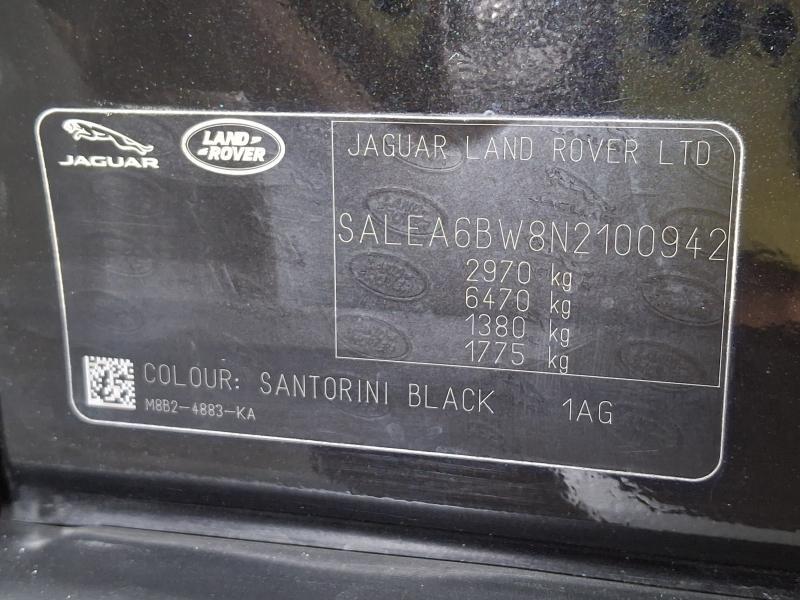 JAGUAR
LAND
ROVER
JAGUAR LAND ROVER LTD
SALEA6BW8N2100942
2970 kg
6470 kg
1380 kg
1775 kg
COLOUR: SANTORINI BLACK 1AG
M8B2-4883-KA